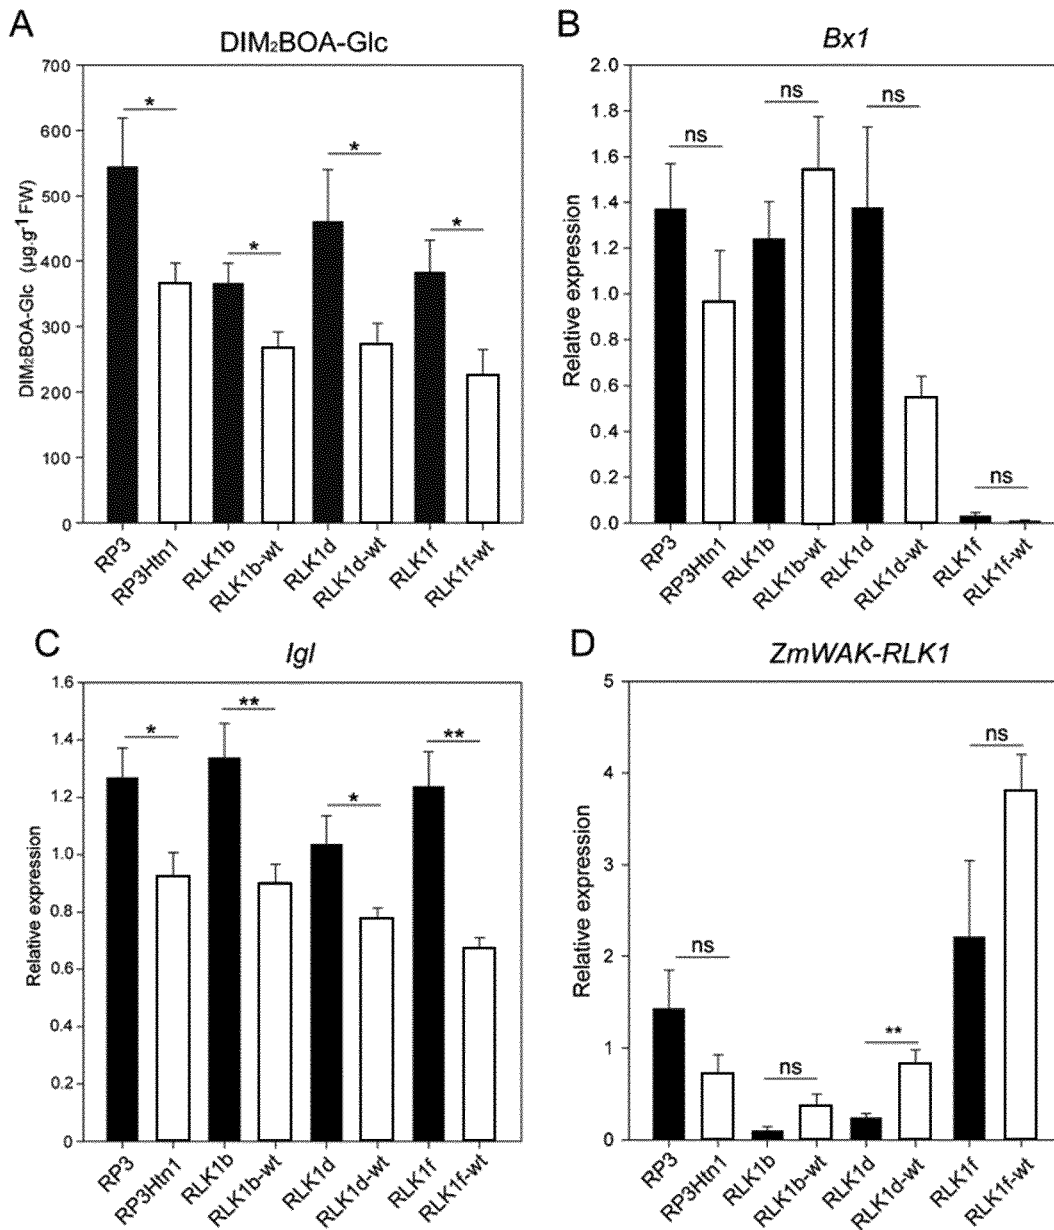 A
DIM₂BOA-Glc
DIM₂BOA-Glc (µg.g⁻¹ FW)
700
600
500
400
300
200
100
0
*
*
*
*
RP3
RP3Htn1
RLK1b
RLK1b-wt
RLK1d
RLK1d-wt
RLK1f
RLK1f-wt
B
Bx1
Relative expression
2.0
1.8
1.6
1.4
1.2
1.0
0.8
0.6
0.4
0.2
0.0
ns
ns
ns
ns
RP3
RP3Htn1
RLK1b
RLK1b-wt
RLK1d
RLK1d-wt
RLK1f
RLK1f-wt
C
Igl
Relative expression
1.6
1.4
1.2
1.0
0.8
0.6
0.4
0.2
0
*
**
*
**
RP3
RP3Htn1
RLK1b
RLK1b-wt
RLK1d
RLK1d-wt
RLK1f
RLK1f-wt
D
ZmWAK-RLK1
Relative expression
5
4
3
2
1
0
ns
ns
**
ns
RP3
RP3Htn1
RLK1b
RLK1b-wt
RLK1d
RLK1d-wt
RLK1f
RLK1f-wt